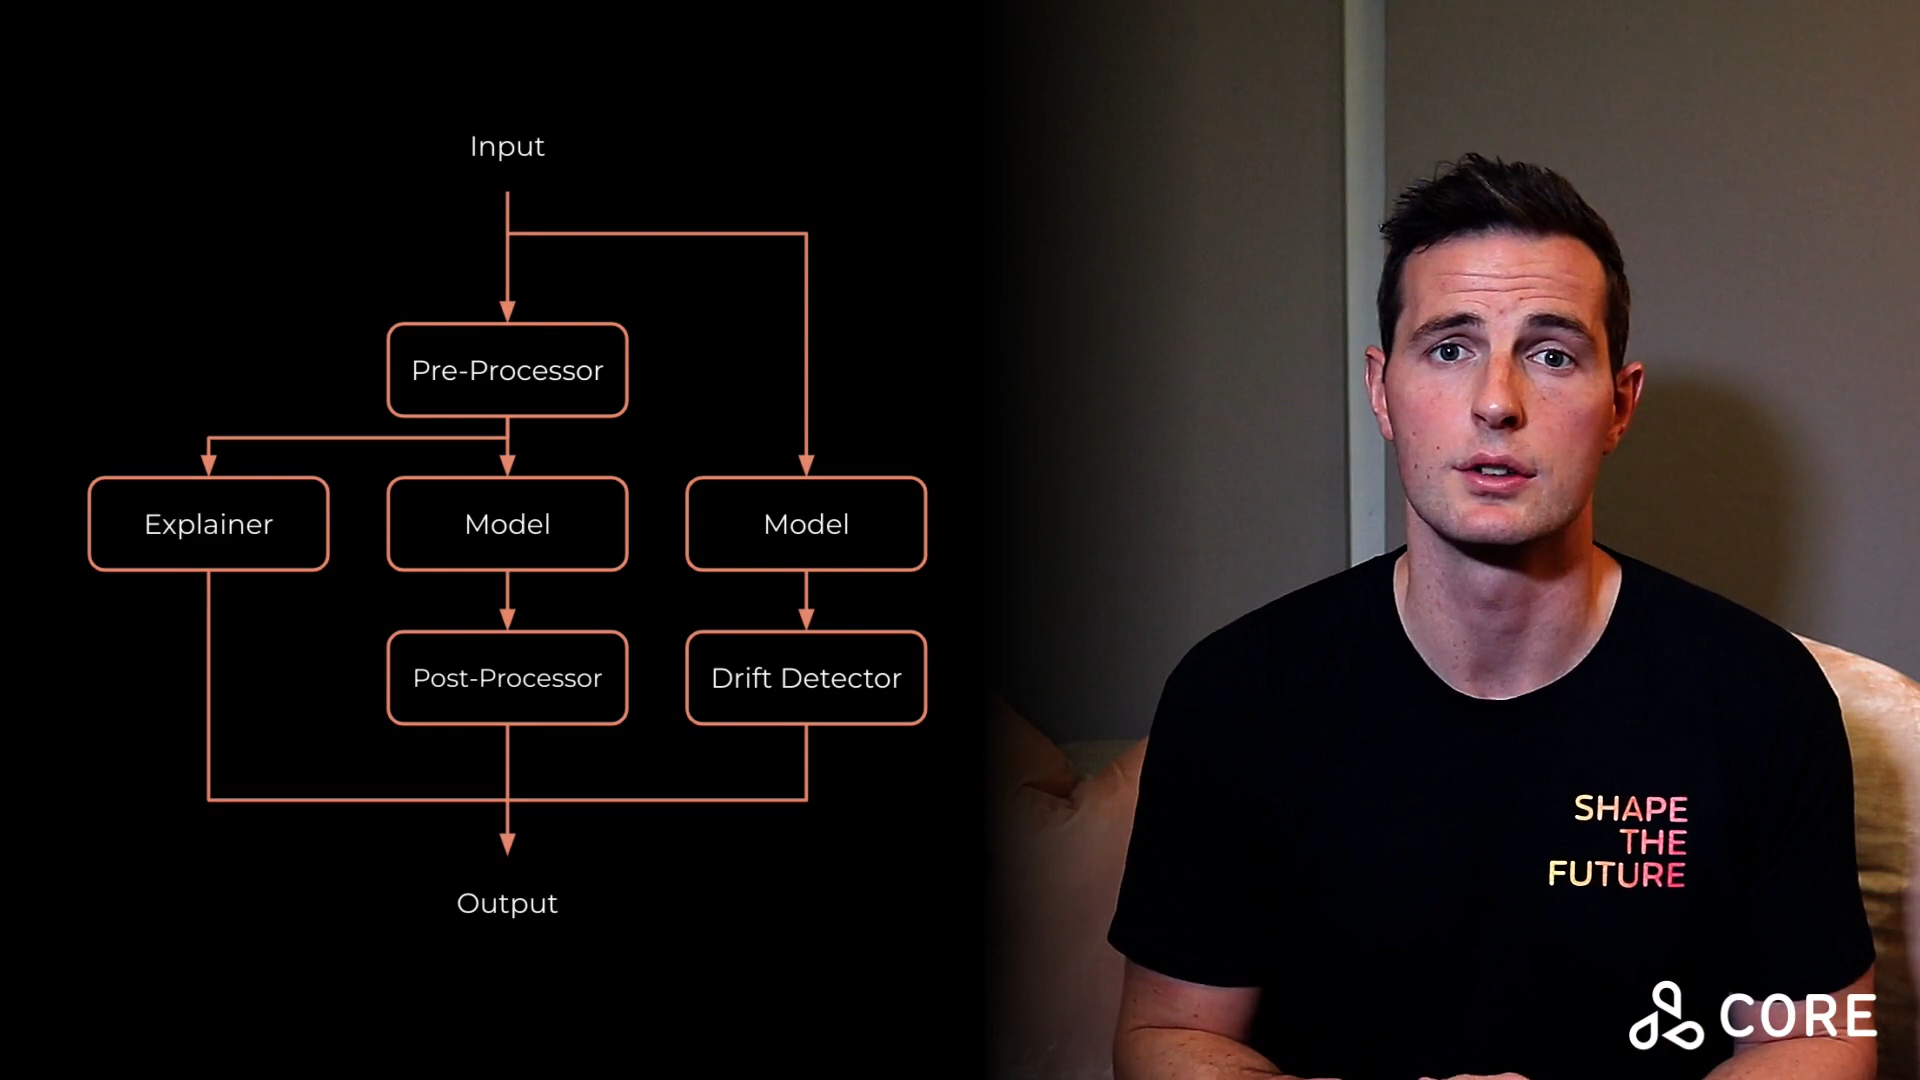 Input
Pre-Processor
Explainer
Model
Model
Post-Processor
Drift Detector
Output
SHAPE
THE
FUTURE
CORE